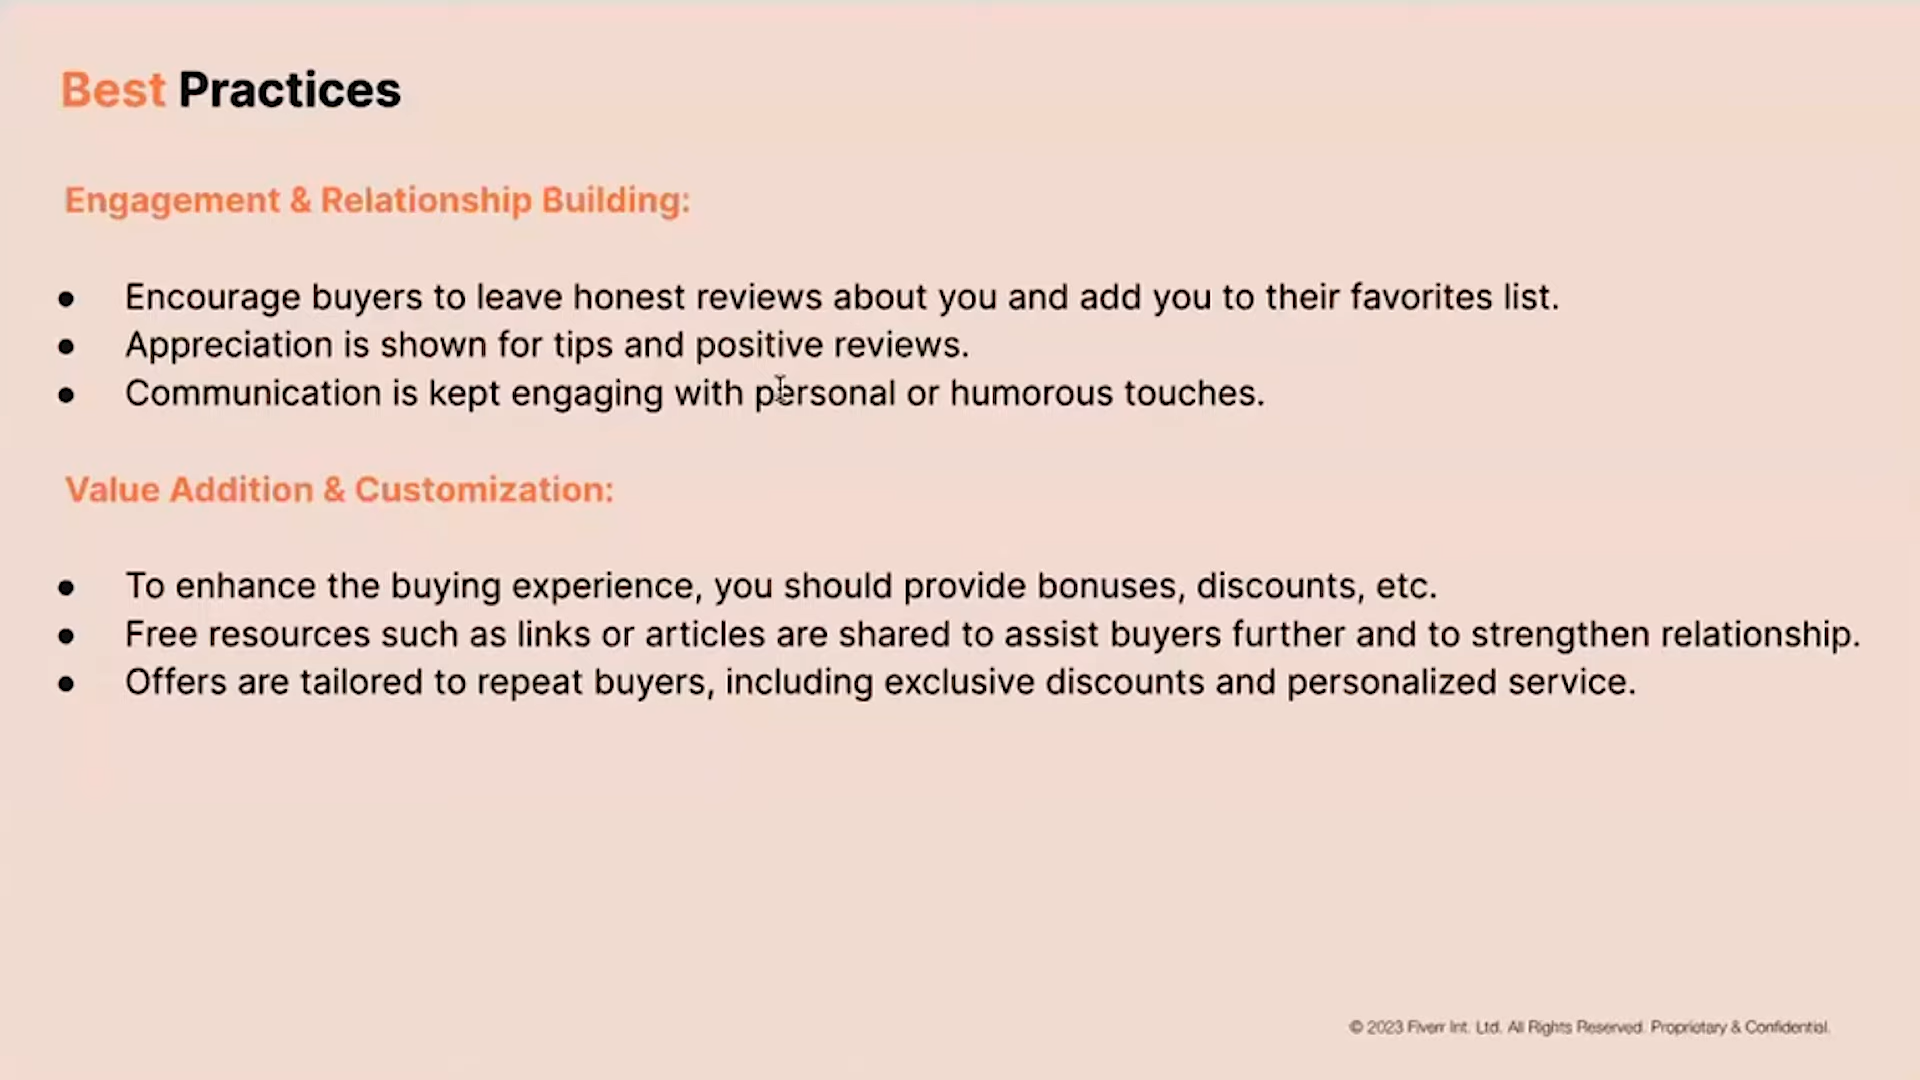 Best Practices
Engagement & Relationship Building:
● Encourage buyers to leave honest reviews about you and add you to their favorites list.
● Appreciation is shown for tips and positive reviews.
● Communication is kept engaging with personal or humorous touches.
Value Addition & Customization:
● To enhance the buying experience, you should provide bonuses, discounts, etc.
● Free resources such as links or articles are shared to assist buyers further and to strengthen relationship.
● Offers are tailored to repeat buyers, including exclusive discounts and personalized service.
© 2023 Fiverr Int. Ltd. All Rights Reserved. Proprietary & Confidential.